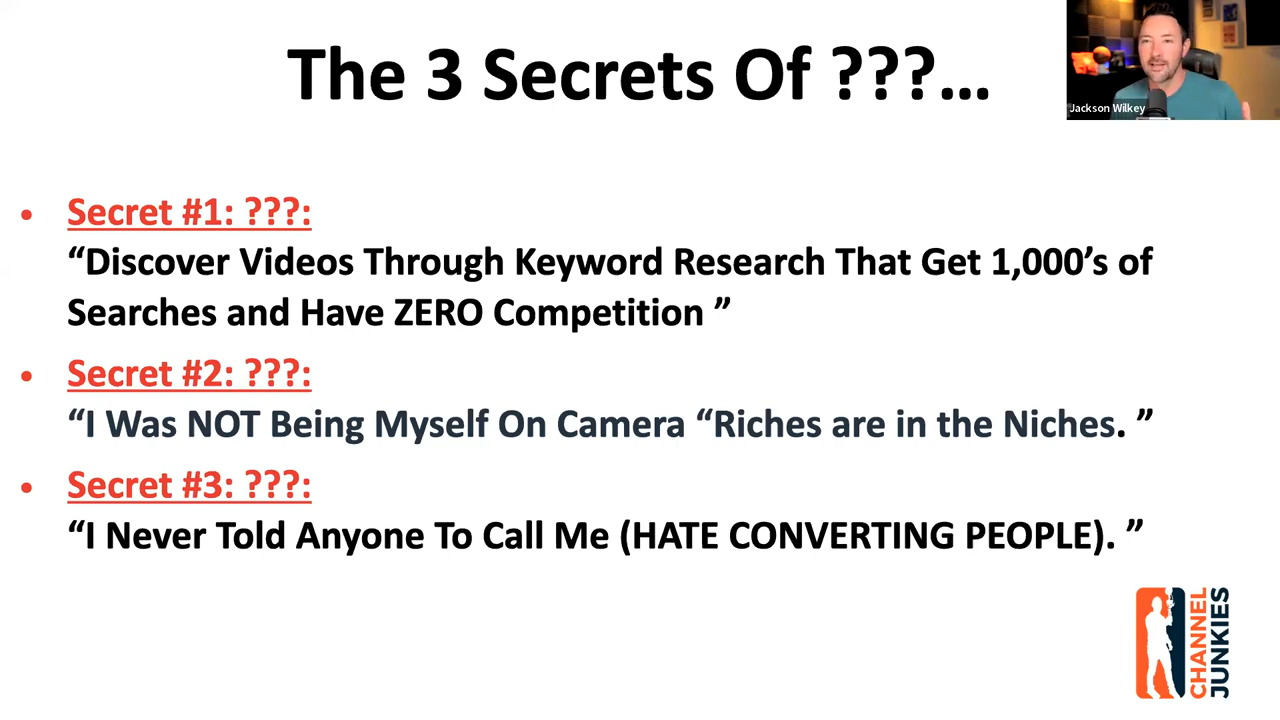 The 3 Secrets Of ???...
Jackson Wilkey
• Secret #1: ???:
“Discover Videos Through Keyword Research That Get 1,000’s of
Searches and Have ZERO Competition ”
• Secret #2: ???:
“I Was NOT Being Myself On Camera “Riches are in the Niches. ”
• Secret #3: ???:
“I Never Told Anyone To Call Me (HATE CONVERTING PEOPLE). ”
CHANNEL
JUNKIES